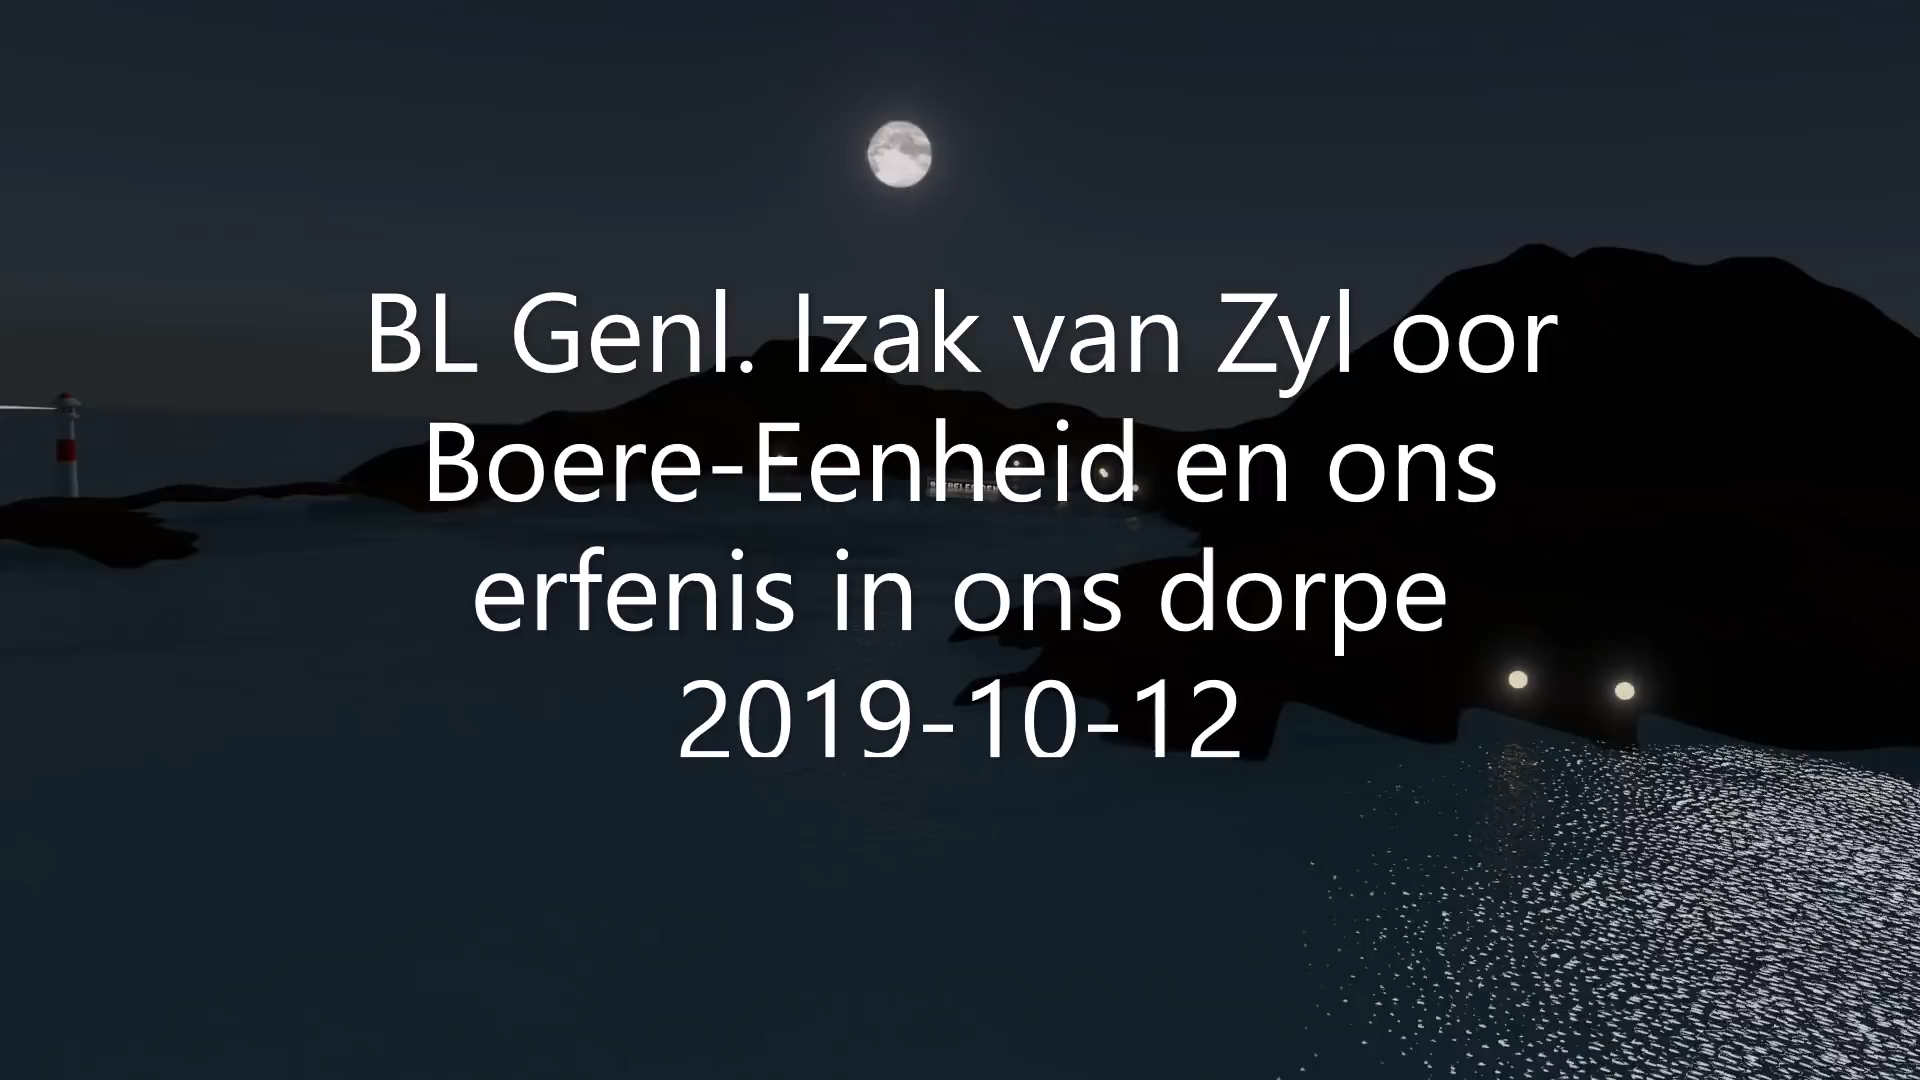 BL Genl. Izak van Zyl oor
Boere-Eenheid en ons
erfenis in ons dorpe
2019-10-12